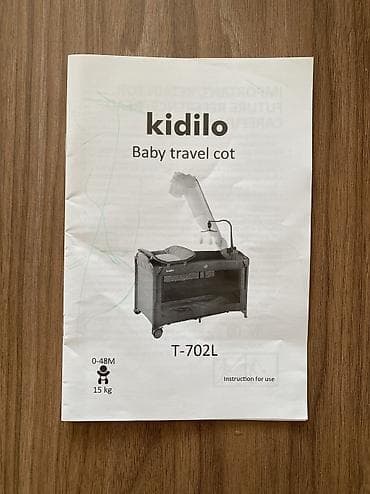 kidilo
Baby travel cot
T-702L
0-48M
15 kg
Instruction for use